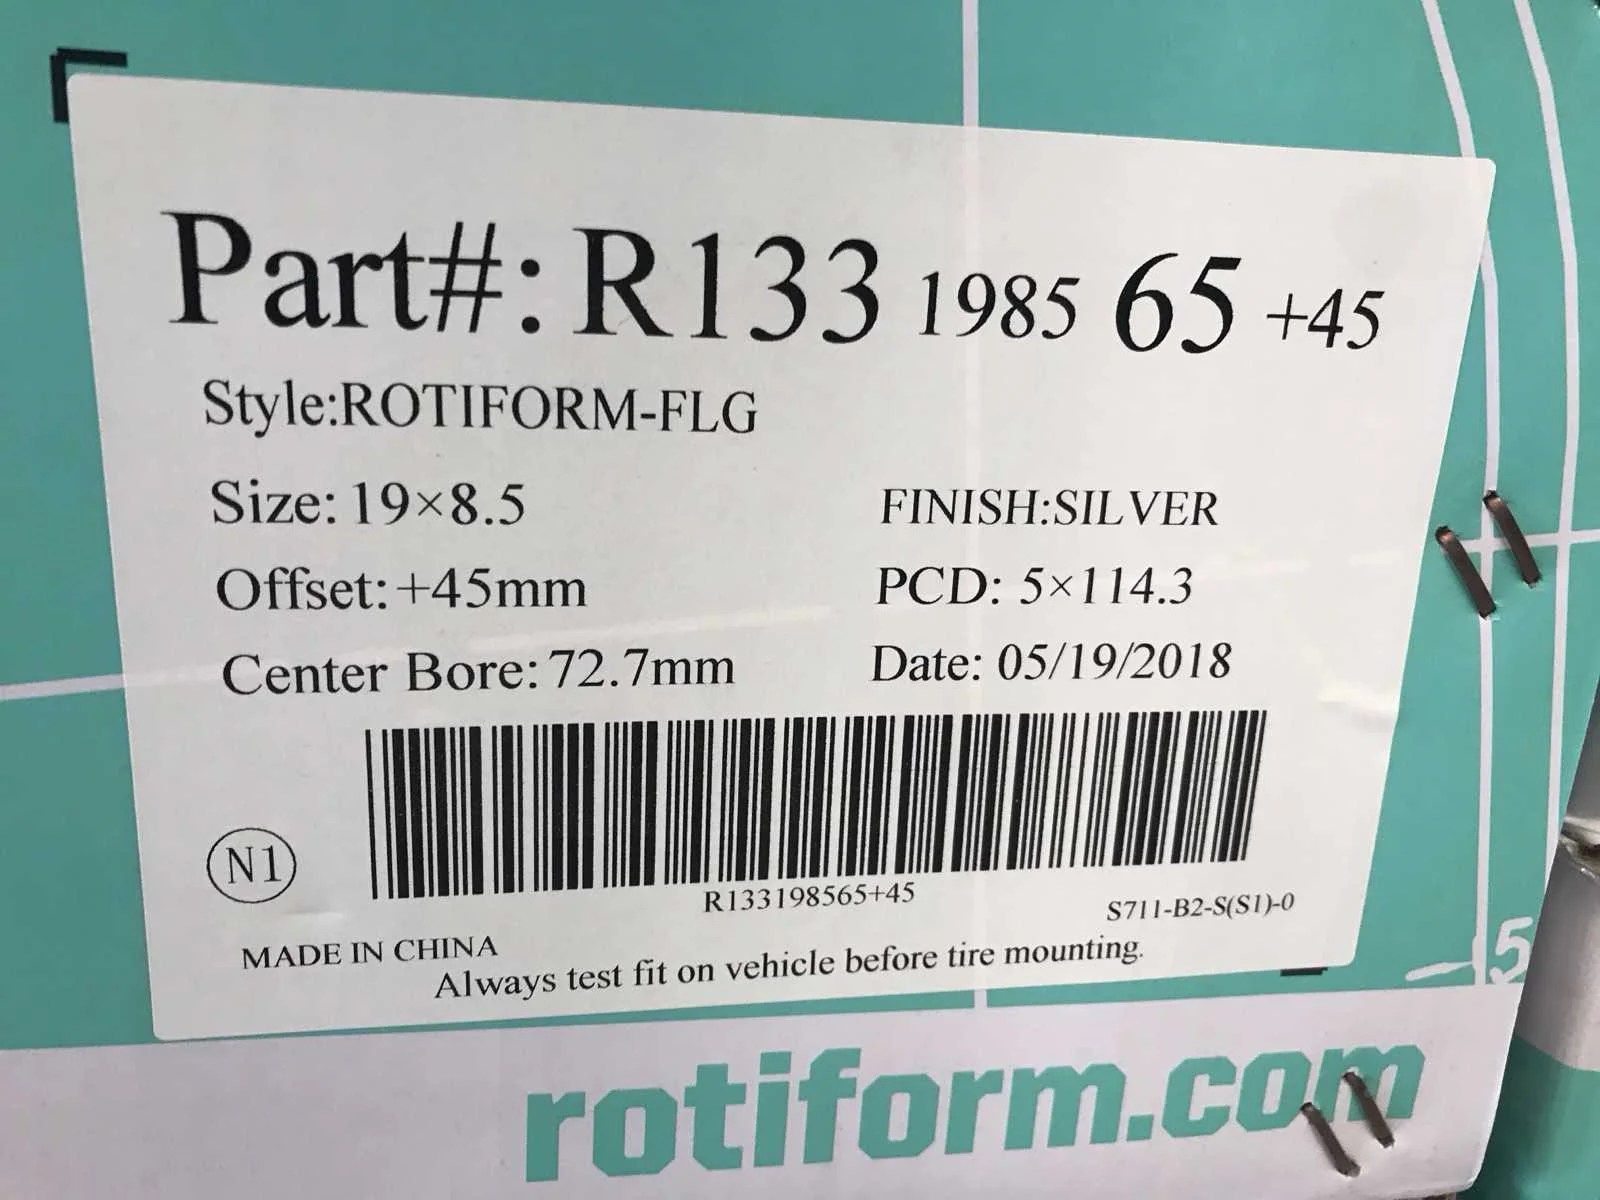 Part#: R133 1985 65 +45
Style:ROTIFORM-FLG
Size: 19×8.5
FINISH:SILVER
Offset: +45mm
PCD: 5×114.3
Center Bore: 72.7mm
Date: 05/19/2018
N1
R133198565+45
S711-B2-S(S1)-0
MADE IN CHINA
Always test fit on vehicle before tire mounting.
5
rotiform.com